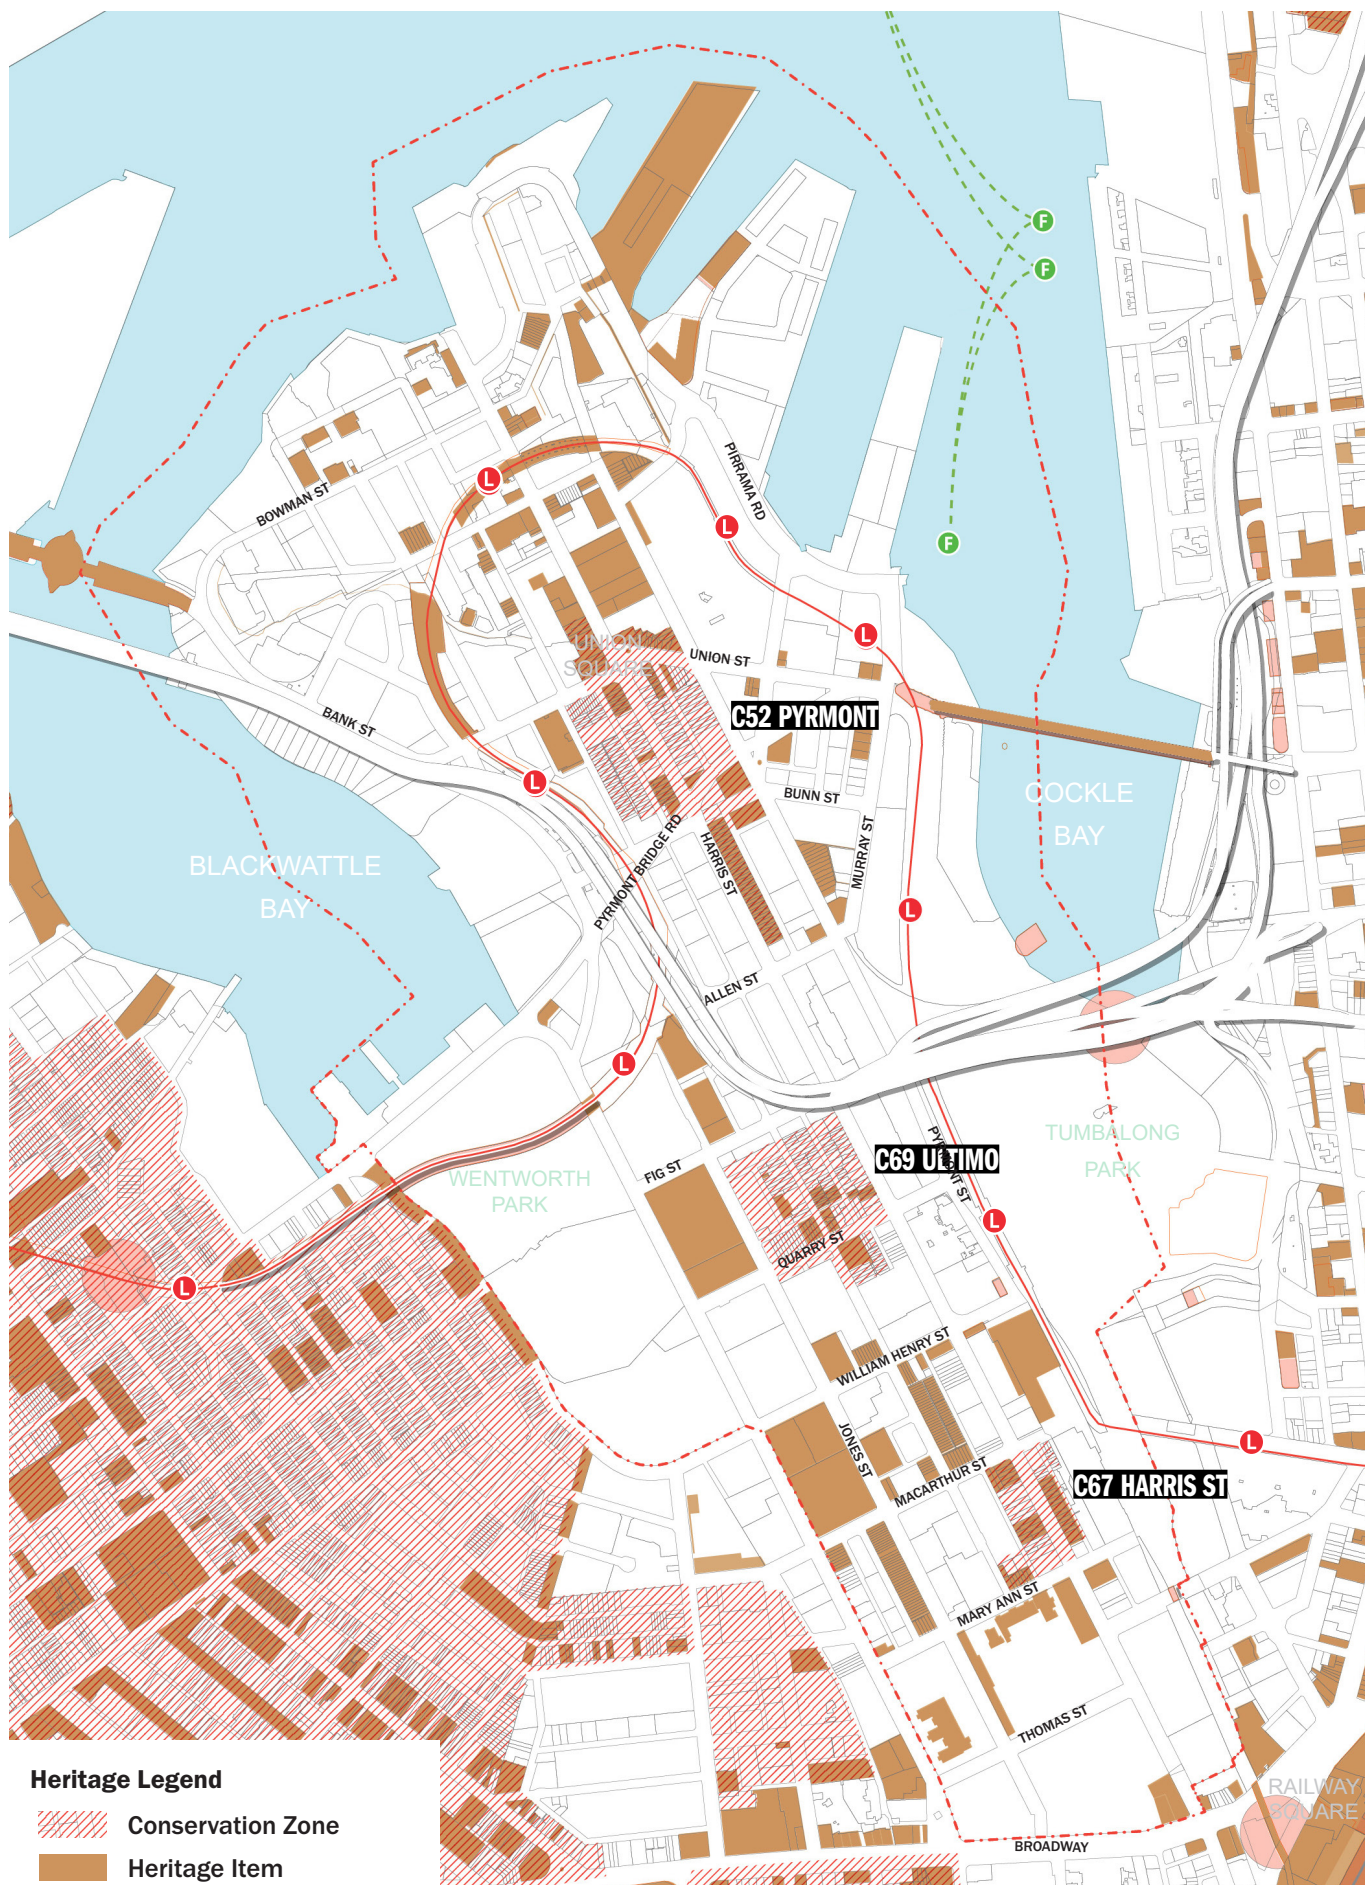 F
F
PIRRAMA RD
L
BOWMAN ST
L
F
L
UNION
SQUARE
UNION ST
C52 PYRMONT
BANK ST
L
BUNN ST
COCKLE
BAY
PYRMONT BRIDGE RD
HARRIS ST
MURRAY ST
BLACKWATTLE
BAY
L
ALLEN ST
L
TUMBALONG
PARK
C69 ULTIMO
PYRMONT ST
FIG ST
WENTWORTH
PARK
L
QUARRY ST
L
WILLIAM HENRY ST
JONES ST
L
MACARTHUR ST
C67 HARRIS ST
MARY ANN ST
THOMAS ST
Heritage Legend
RAILWAY
SQUARE
Conservation Zone
BROADWAY
Heritage Item